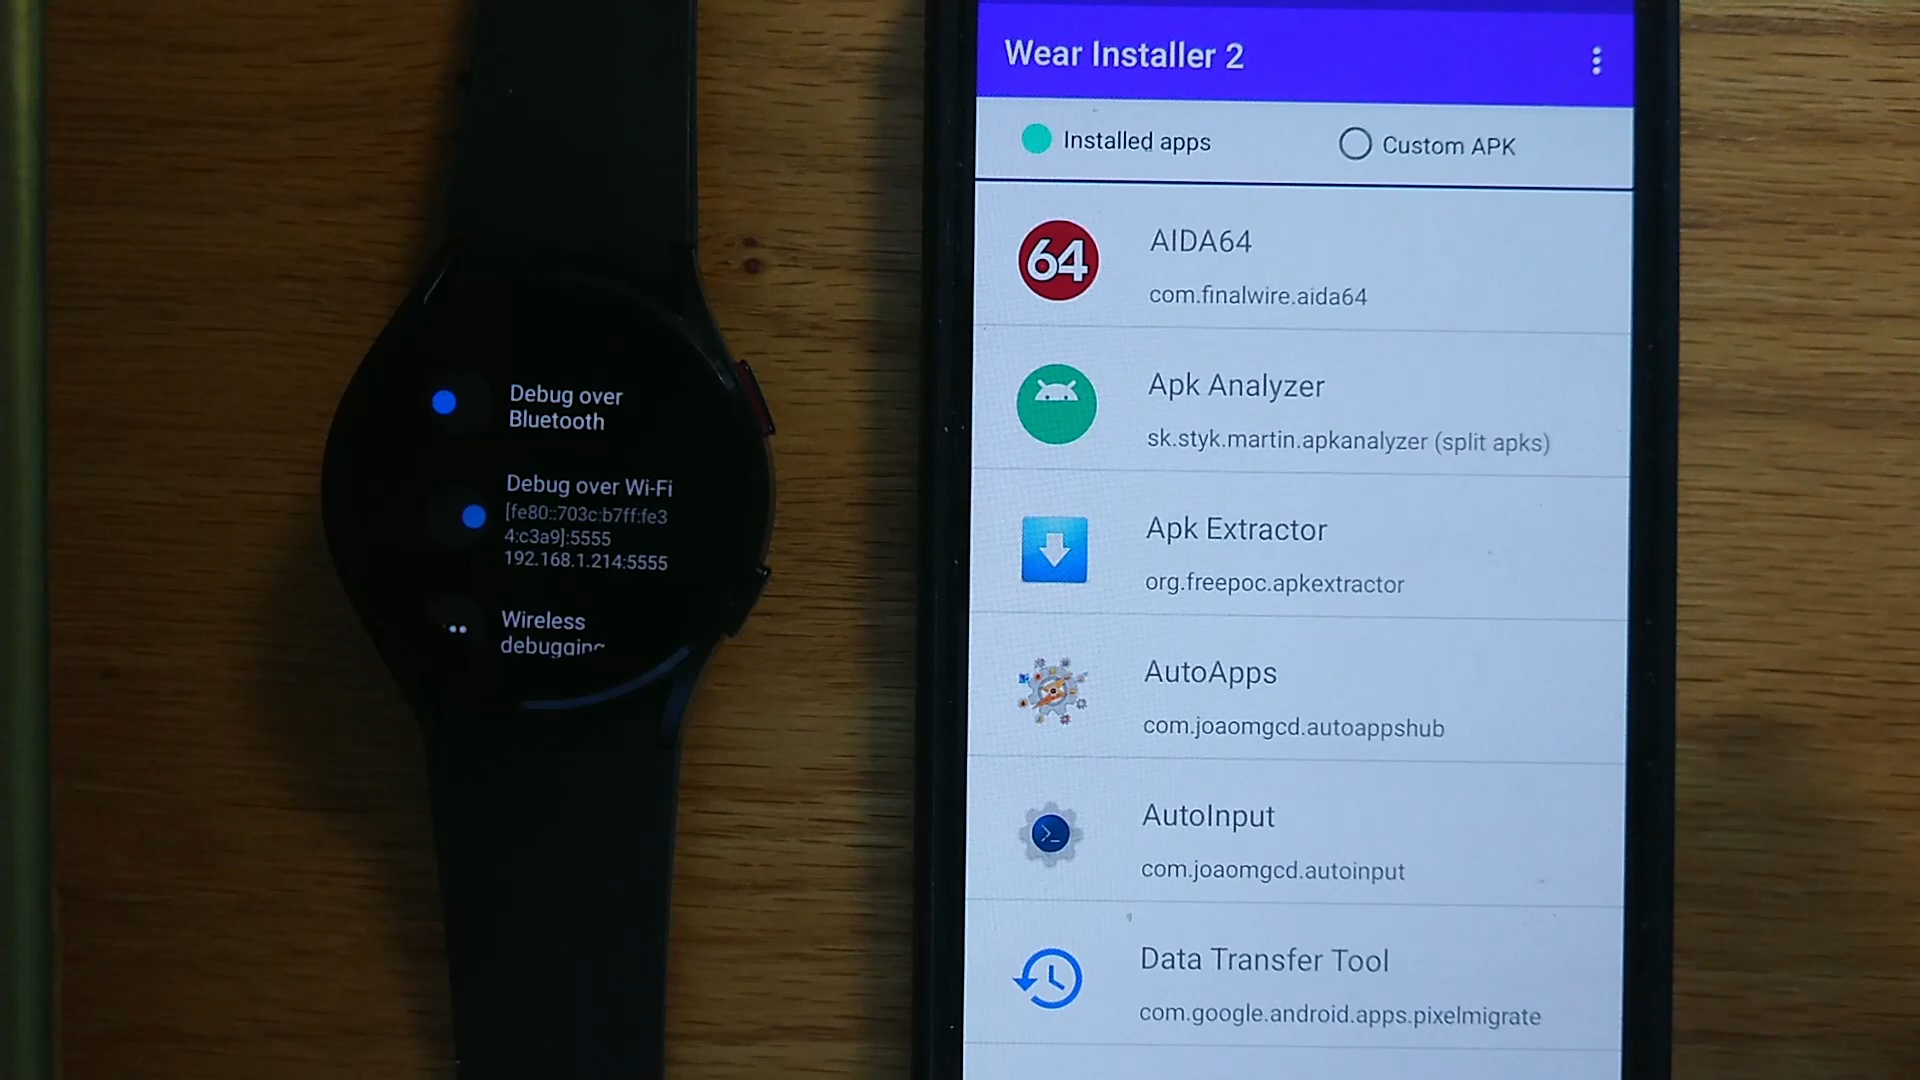 Debug over
Bluetooth
Debug over Wi-Fi
[fe80::703c:b7ff:fe3
4:c3a9]:5555
192.168.1.214:5555
Wireless
debugging
Wear Installer 2
Installed apps
Custom APK
64
AIDA64
com.finalwire.aida64
Apk Analyzer
sk.styk.martin.apkanalyzer (split apks)
Apk Extractor
org.freepoc.apkextractor
AutoApps
com.joaomgcd.autoappshub
AutoInput
com.joaomgcd.autoinput
Data Transfer Tool
com.google.android.apps.pixelmigrate